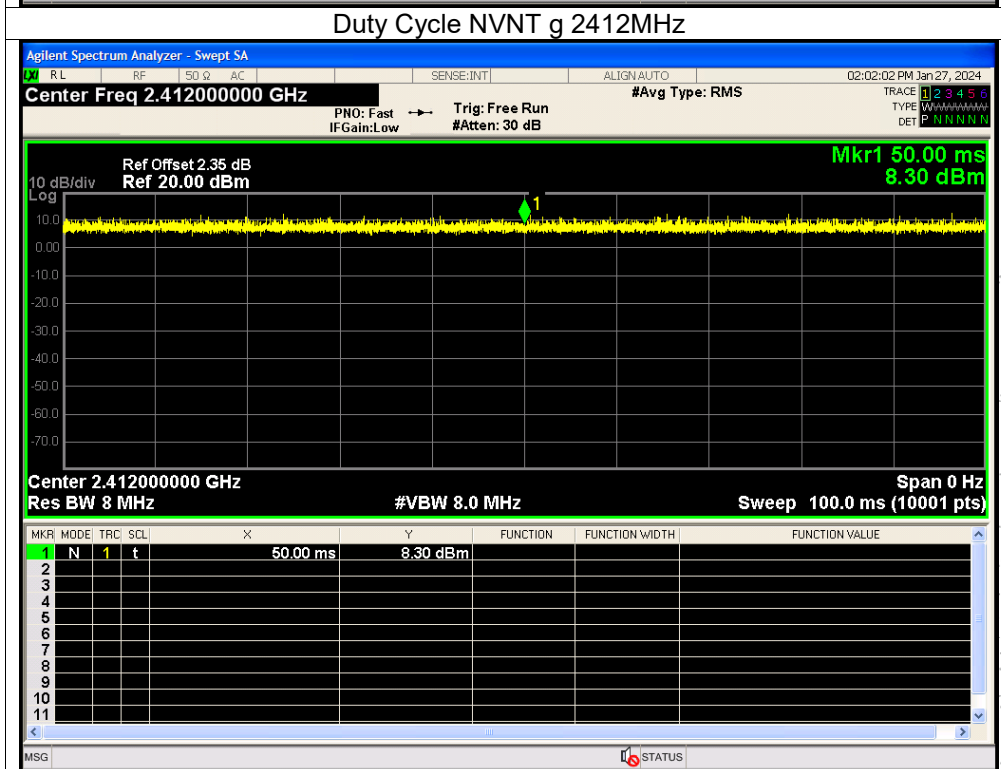 Duty Cycle NVNT g 2412MHz
Agilent Spectrum Analyzer - Swept SA
LXI RL RF 50 Ω AC SENSE:INT ALIGN AUTO 02:02:02 PM Jan 27, 2024
Center Freq 2.412000000 GHz #Avg Type: RMS TRACE 1 2 3 4 5 6
PNO: Fast Trig: Free Run TYPE WWWWWW
IFGain:Low #Atten: 30 dB DET P N N N N N
Mkr1 50.00 ms
Ref Offset 2.35 dB
10 dB/div Ref 20.00 dBm 8.30 dBm
Log
1
10.0
0.00
-10.0
-20.0
-30.0
-40.0
-50.0
-60.0
-70.0
Center 2.412000000 GHz Span 0 Hz
Res BW 8 MHz #VBW 8.0 MHz Sweep 100.0 ms (10001 pts)
MKR MODE TRC SCL X Y FUNCTION FUNCTION WIDTH FUNCTION VALUE
1 N 1 t 50.00 ms 8.30 dBm
2
3
4
5
6
7
8
9
10
11
MSG STATUS